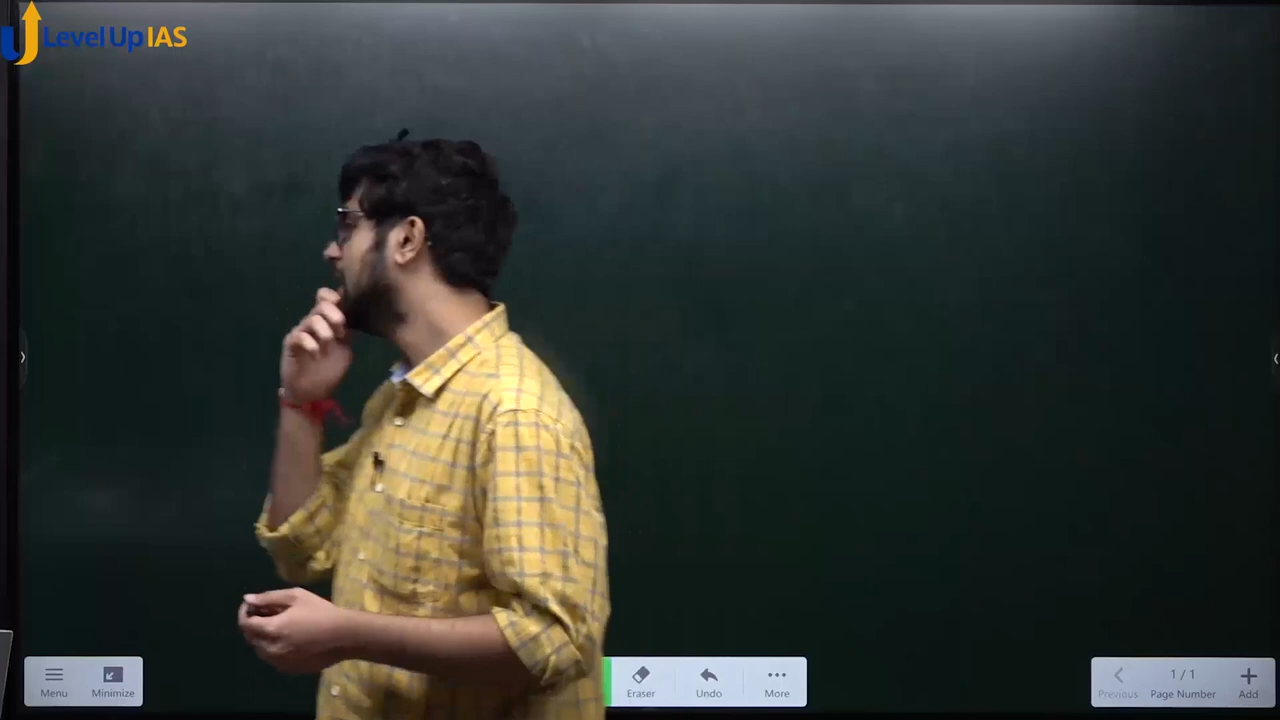 Level Up IAS
Menu
Minimize
Eraser
Undo
More
Previous
1 / 1
Page Number
Add